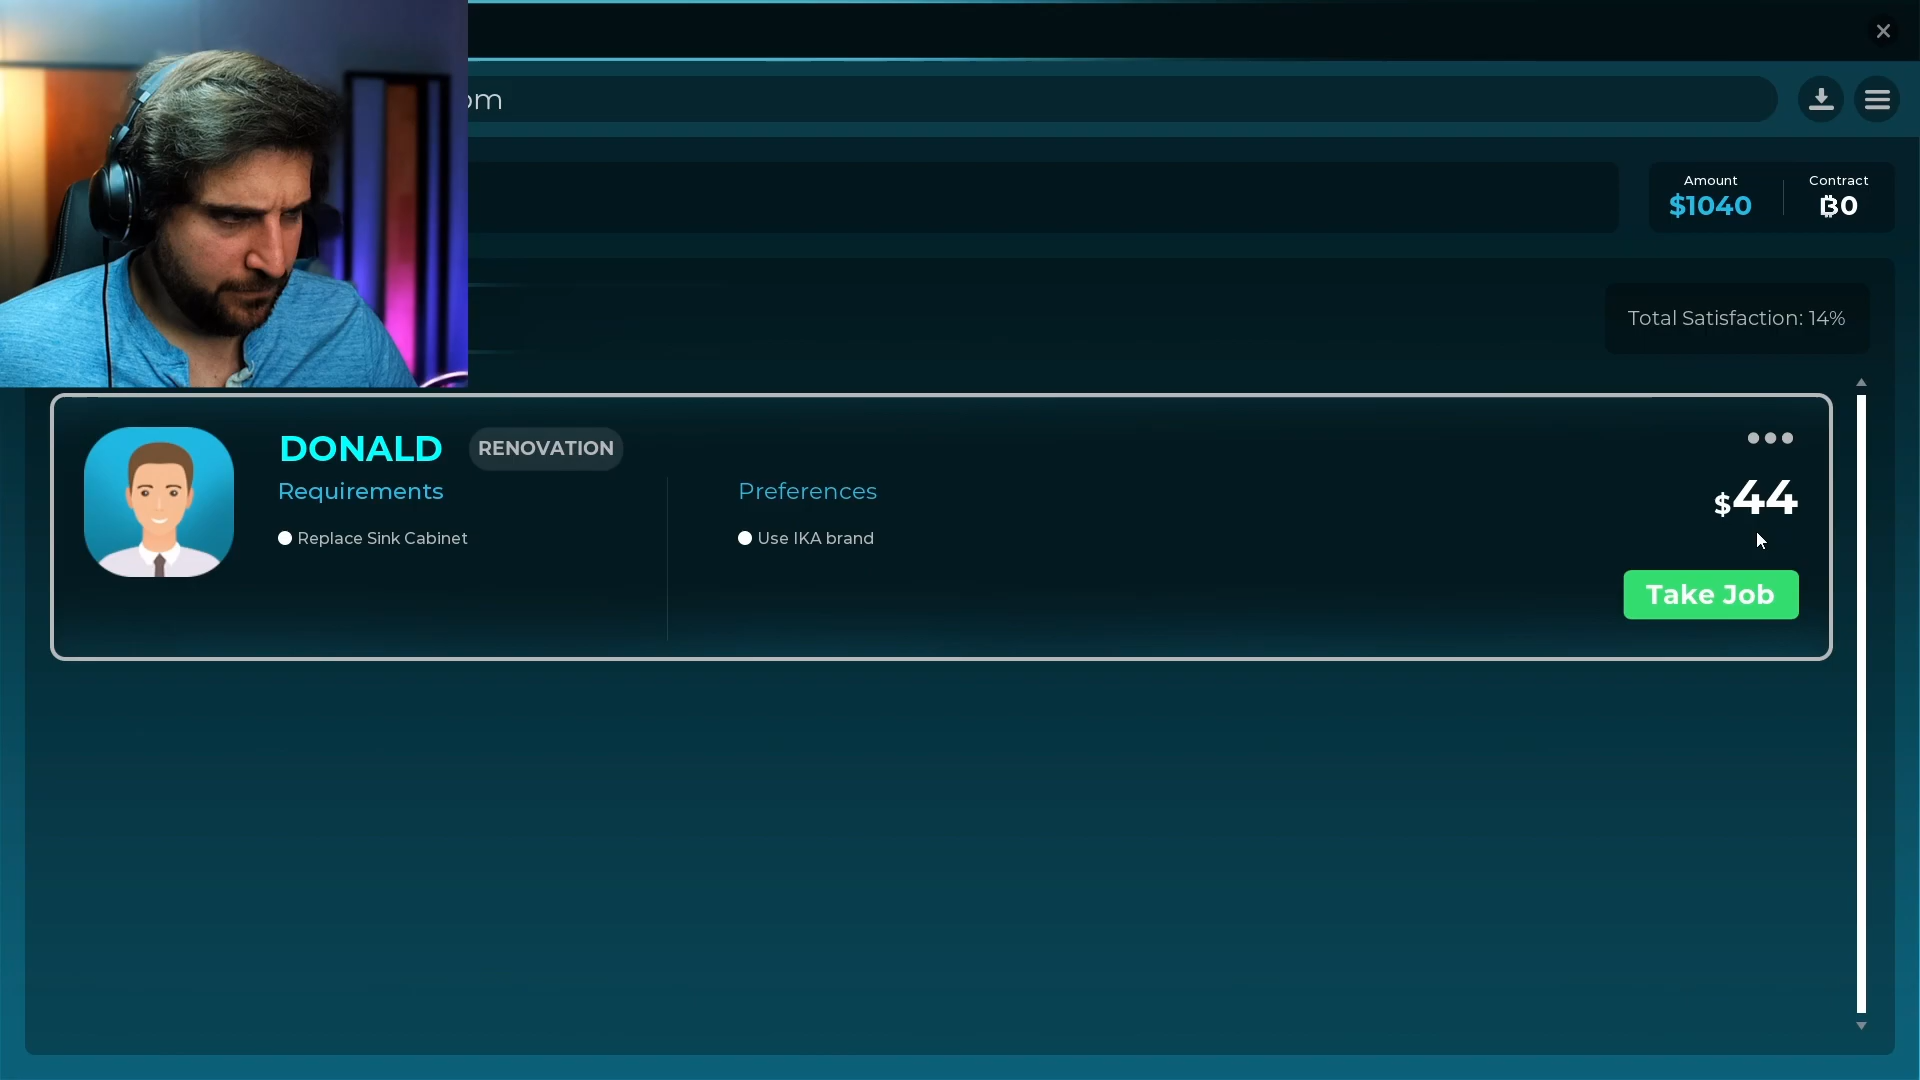 om
Amount
$1040
Contract
₿0
Total Satisfaction: 14%
DONALD
RENOVATION
Requirements
Replace Sink Cabinet
Preferences
Use IKA brand
$44
Take Job